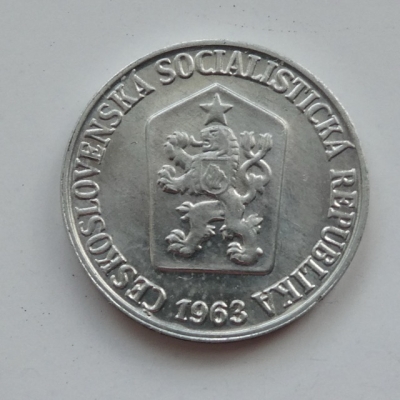 ČESKOSLOVENSKÁ SOCIALISTICKÁ REPUBLIKA
1963